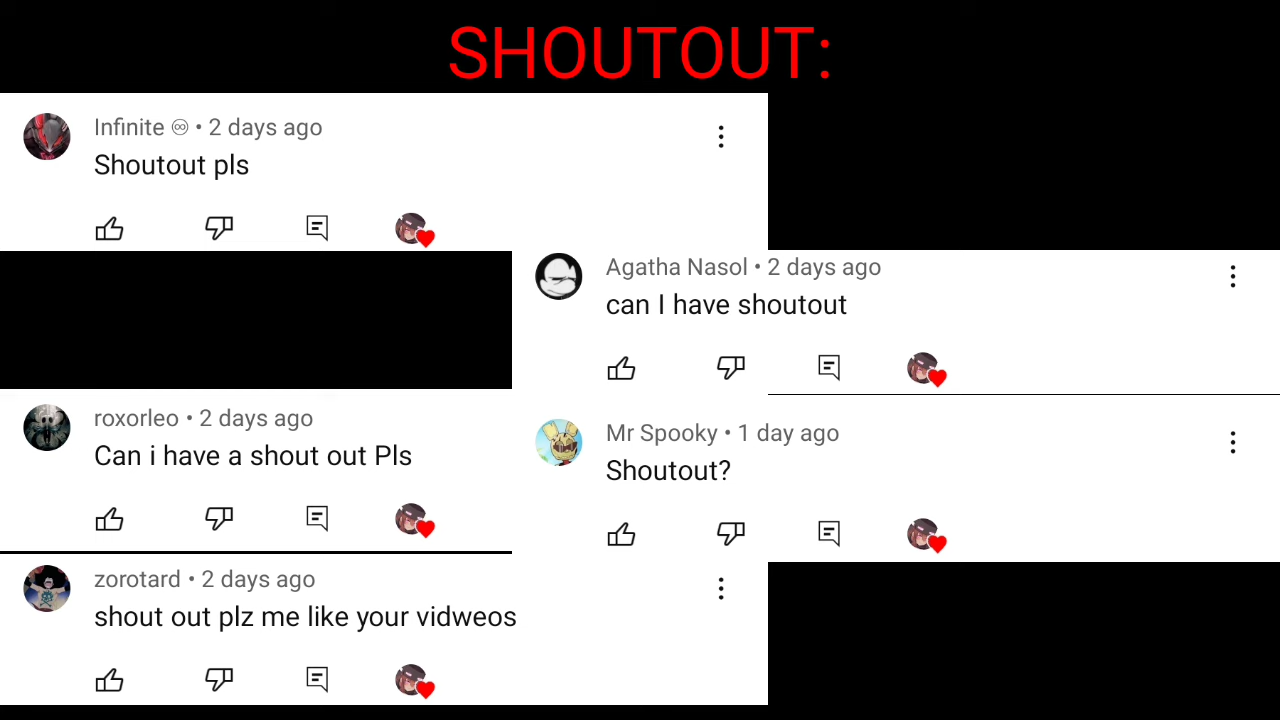 SHOUTOUT:
Infinite ♾ • 2 days ago
Shoutout pls
Agatha Nasol • 2 days ago
can I have shoutout
roxorleo • 2 days ago
Can i have a shout out Pls
Mr Spooky • 1 day ago
Shoutout?
zorotard • 2 days ago
shout out plz me like your vidweos